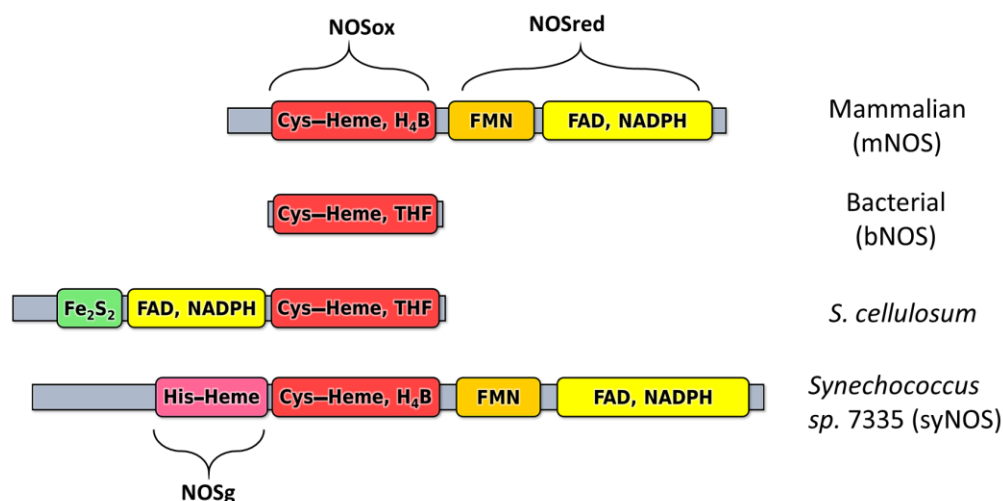 NOSox
NOSred
Cys–Heme, H₄B
FMN
FAD, NADPH
Mammalian
(mNOS)
Cys–Heme, THF
Bacterial
(bNOS)
Fe₂S₂
FAD, NADPH
Cys–Heme, THF
S. cellulosum
His–Heme
Cys–Heme, H₄B
FMN
FAD, NADPH
Synechococcus
sp. 7335 (syNOS)
NOSg